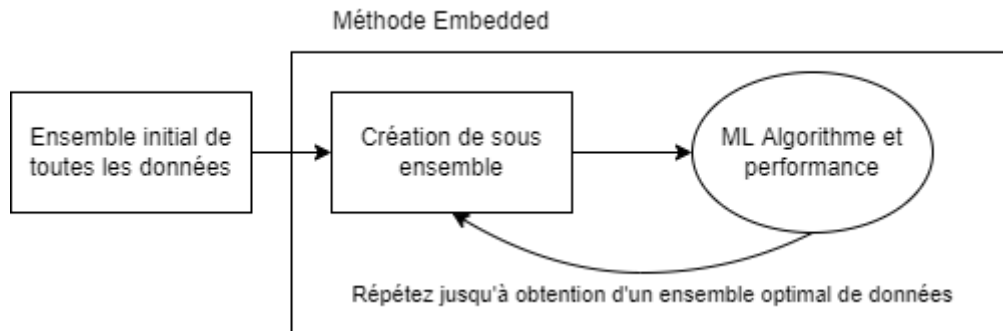 Méthode Embedded
Ensemble initial de
toutes les données
Création de sous
ensemble
ML Algorithme et
performance
Répétez jusqu'à obtention d'un ensemble optimal de données